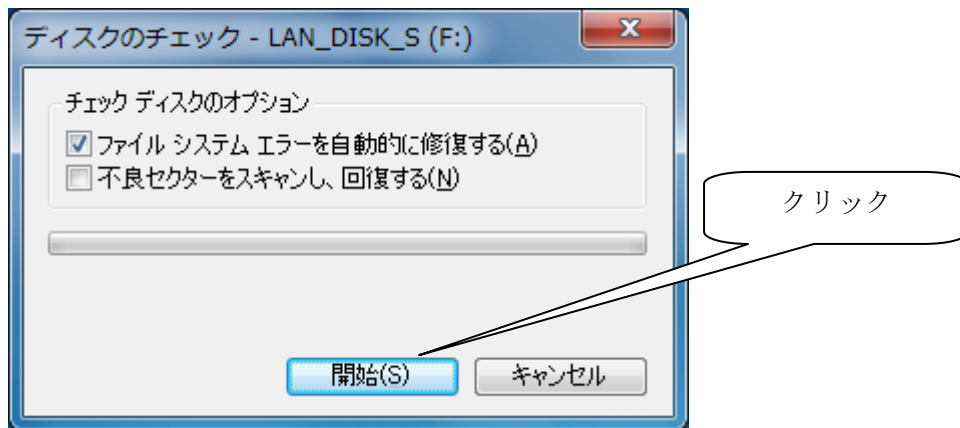 ディスクのチェック - LAN_DISK_S (F:)
チェック ディスクのオプション
ファイル システム エラーを自動的に修復する(A)
不良セクターをスキャンし、回復する(N)
クリック
開始(S)
キャンセル